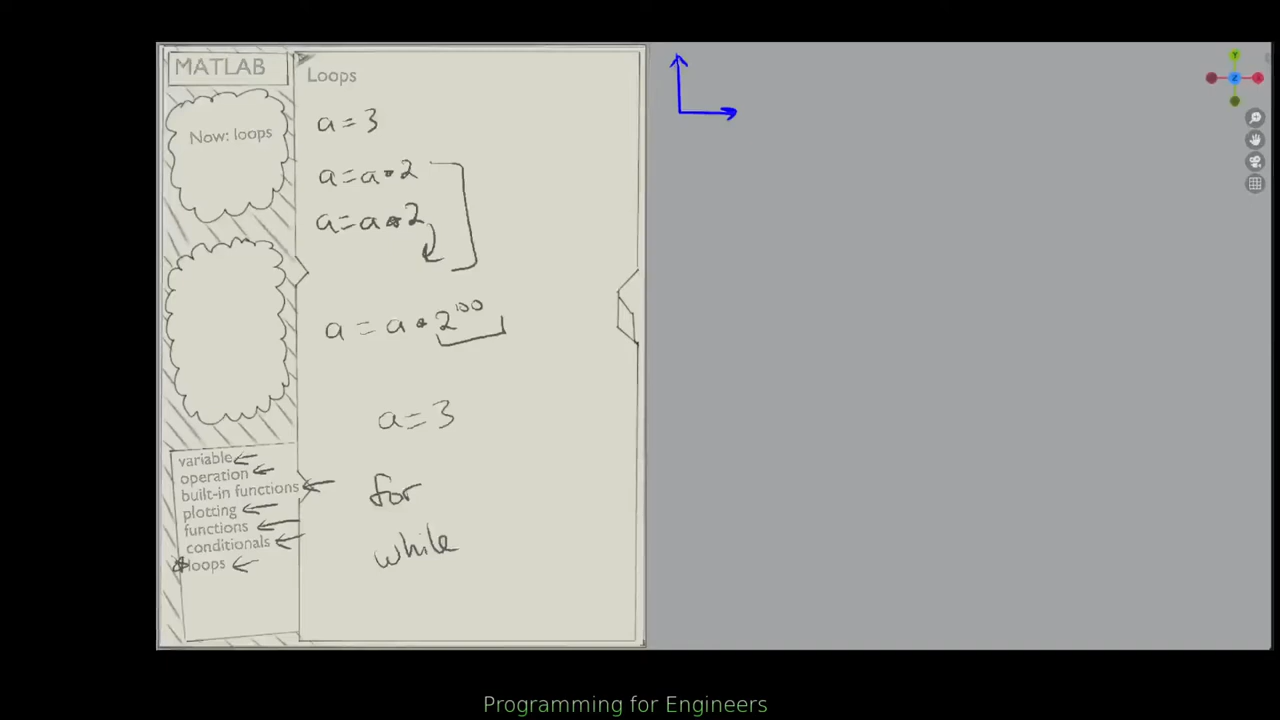 MATLAB
Now: loops
variable
operation
built-in functions
plotting
functions
conditionals
loops
Loops
a = 3
a = a * 2
a = a * 2
a = a * 2^100
a = 3
for
while
Y
Z
X
Programming for Engineers